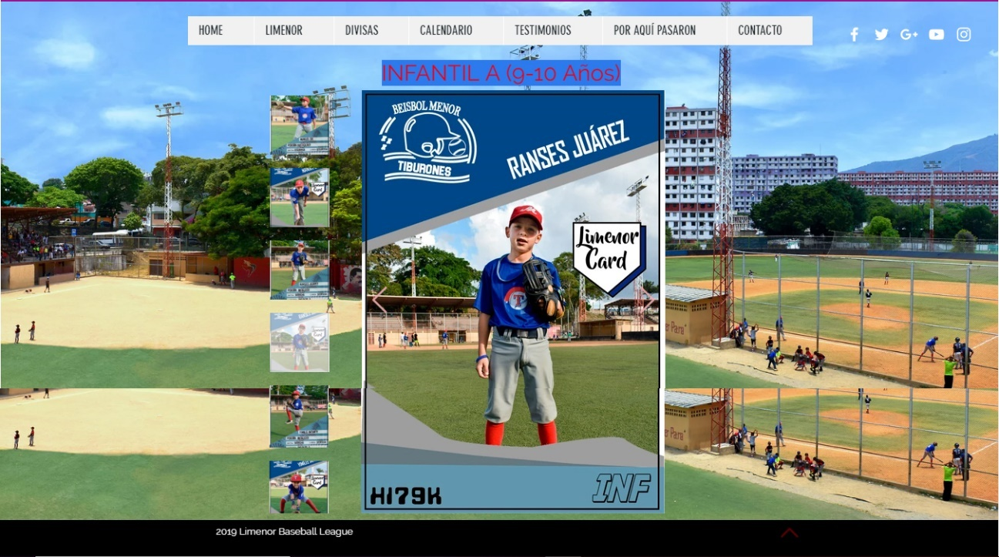 HOME LIMENOR DIVISAS CALENDARIO TESTIMONIOS POR AQUÍ PASARON CONTACTO
INFANTIL A (9-10 Años)
BEISBOL MENOR
TIBURONES
RANSES JUÁREZ
Limenor
Card
T
HI79K
INF
2019 Limenor Baseball League